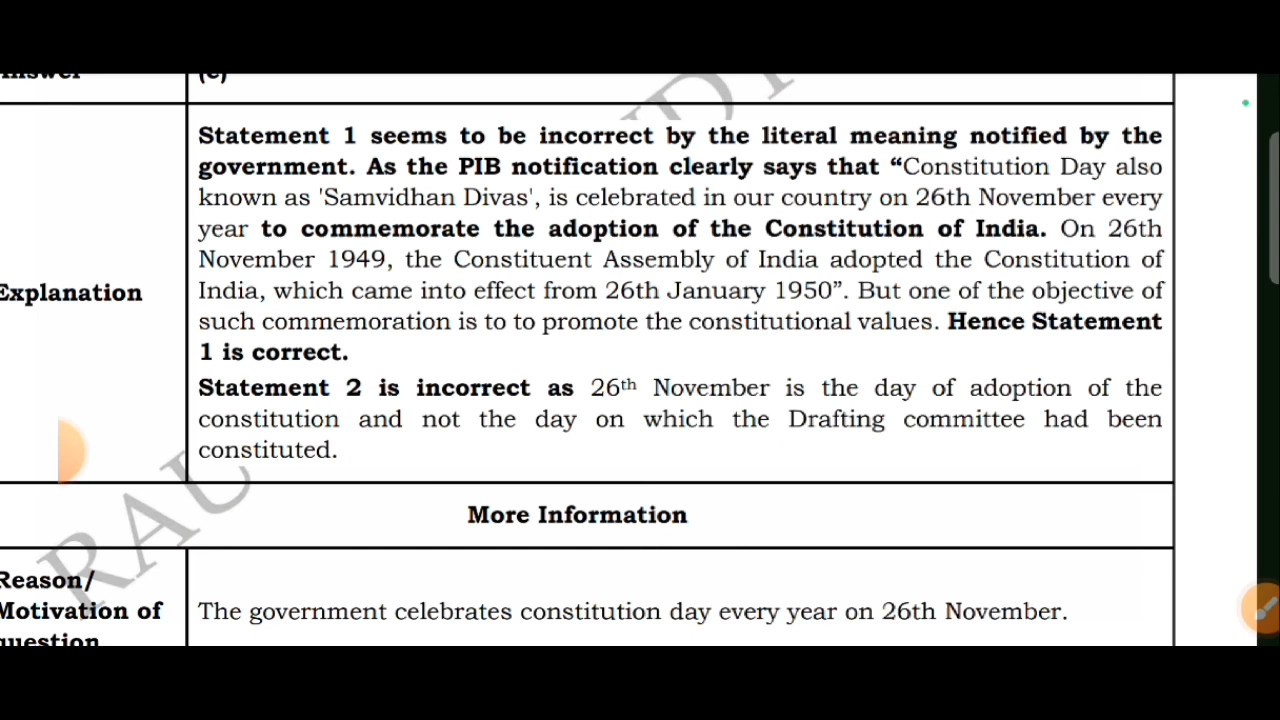 Answer
(c)
Statement 1 seems to be incorrect by the literal meaning notified by the
government. As the PIB notification clearly says that “Constitution Day also
known as 'Samvidhan Divas', is celebrated in our country on 26th November every
year to commemorate the adoption of the Constitution of India. On 26th
November 1949, the Constituent Assembly of India adopted the Constitution of
Explanation
India, which came into effect from 26th January 1950”. But one of the objective of
such commemoration is to to promote the constitutional values. Hence Statement
1 is correct.
Statement 2 is incorrect as 26th November is the day of adoption of the
constitution and not the day on which the Drafting committee had been
constituted.
RAU
More Information
Reason/
Motivation of
question
The government celebrates constitution day every year on 26th November.